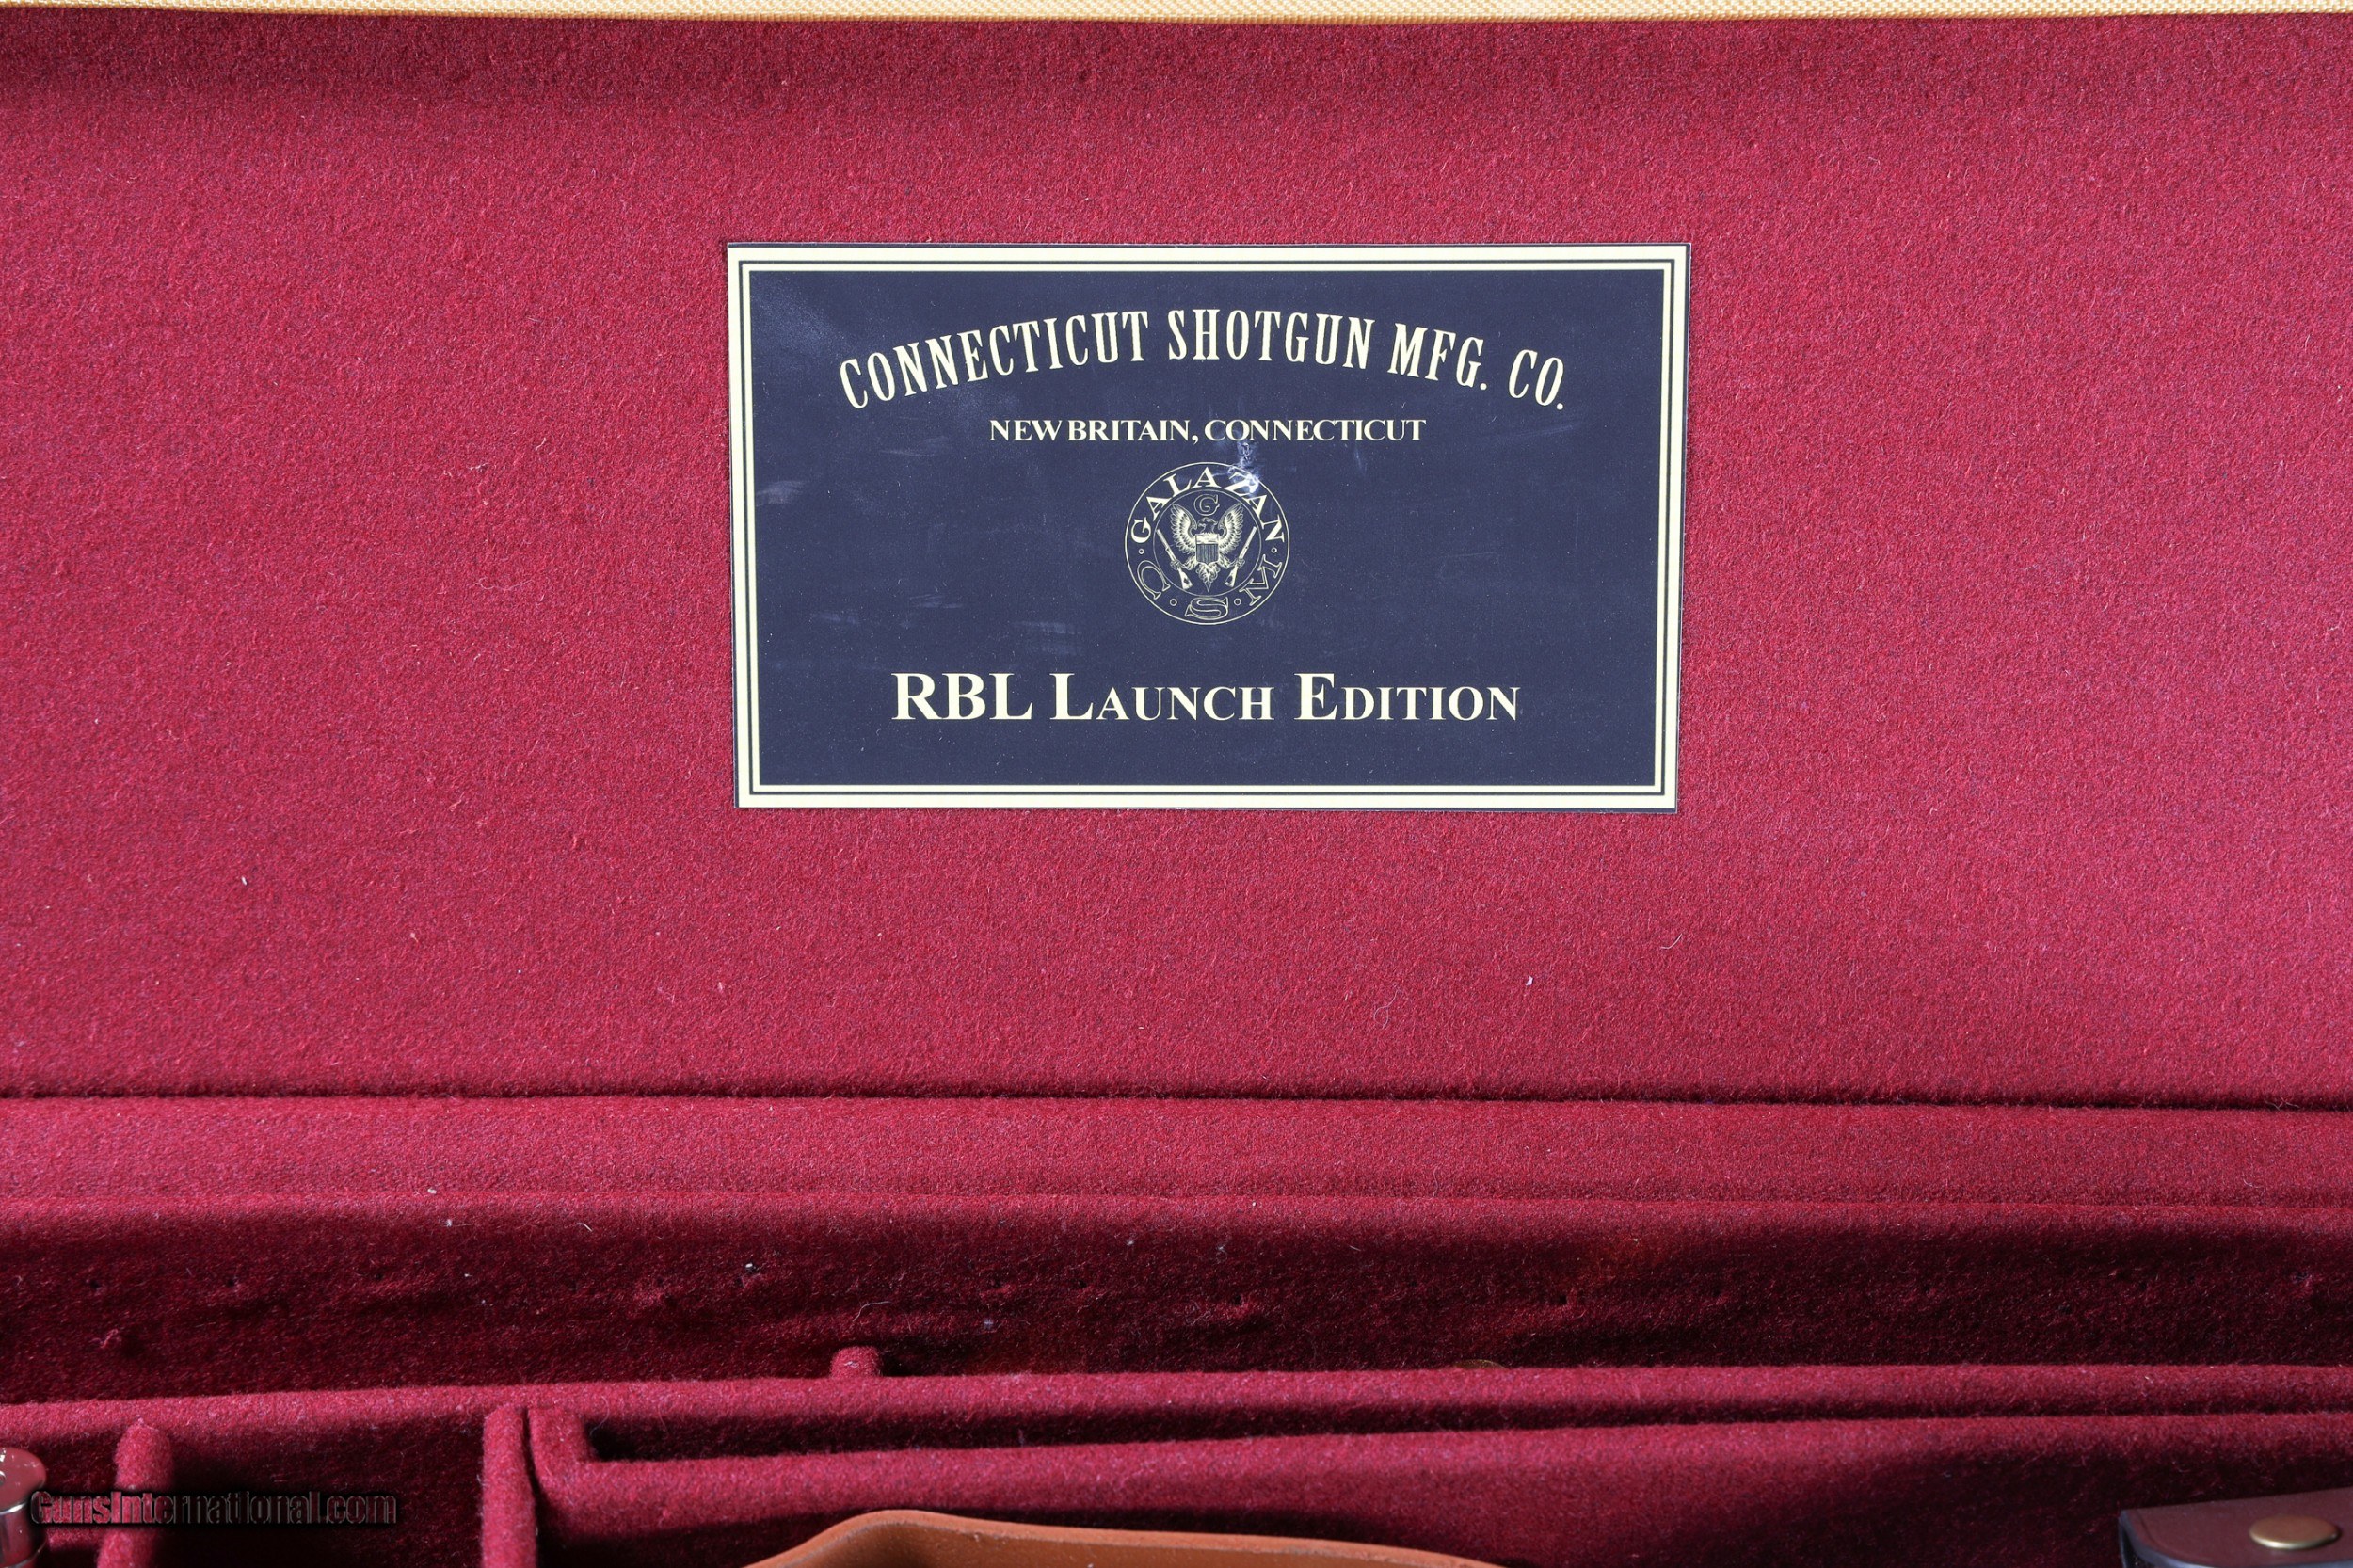 CONNECTICUT SHOTGUN MFG. CO.
NEW BRITAIN, CONNECTICUT
GALAZAN
G
C · S · M
RBL LAUNCH EDITION
GunsInternational.com